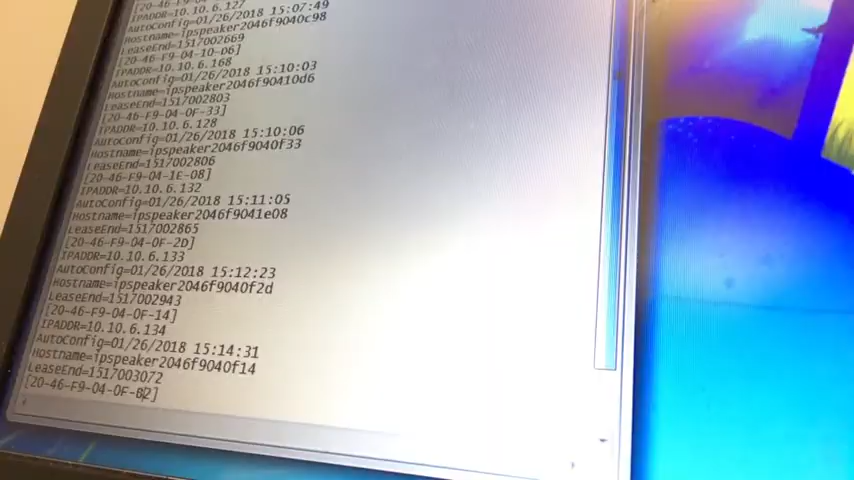 [20-46-F9-04-
IPADDR=10.10.6.127
AutoConfig=01/26/2018 15:07:49
Hostname=ipspeaker2046f9040c98
LeaseEnd=1517002669
[20-46-F9-04-10-D6]
IPADDR=10.10.6.168
AutoConfig=01/26/2018 15:10:03
Hostname=ipspeaker2046f90410d6
LeaseEnd=1517002803
[20-46-F9-04-0F-33]
IPADDR=10.10.6.128
AutoConfig=01/26/2018 15:10:06
Hostname=ipspeaker2046f9040f33
LeaseEnd=1517002806
[20-46-F9-04-1E-08]
IPADDR=10.10.6.132
AutoConfig=01/26/2018 15:11:05
Hostname=ipspeaker2046f9041e08
LeaseEnd=1517002865
[20-46-F9-04-0F-2D]
IPADDR=10.10.6.133
AutoConfig=01/26/2018 15:12:23
Hostname=ipspeaker2046f9040f2d
LeaseEnd=1517002943
[20-46-F9-04-0F-14]
IPADDR=10.10.6.134
AutoConfig=01/26/2018 15:14:31
Hostname=ipspeaker2046f9040f14
LeaseEnd=1517003072
[20-46-F9-04-0F-B2]